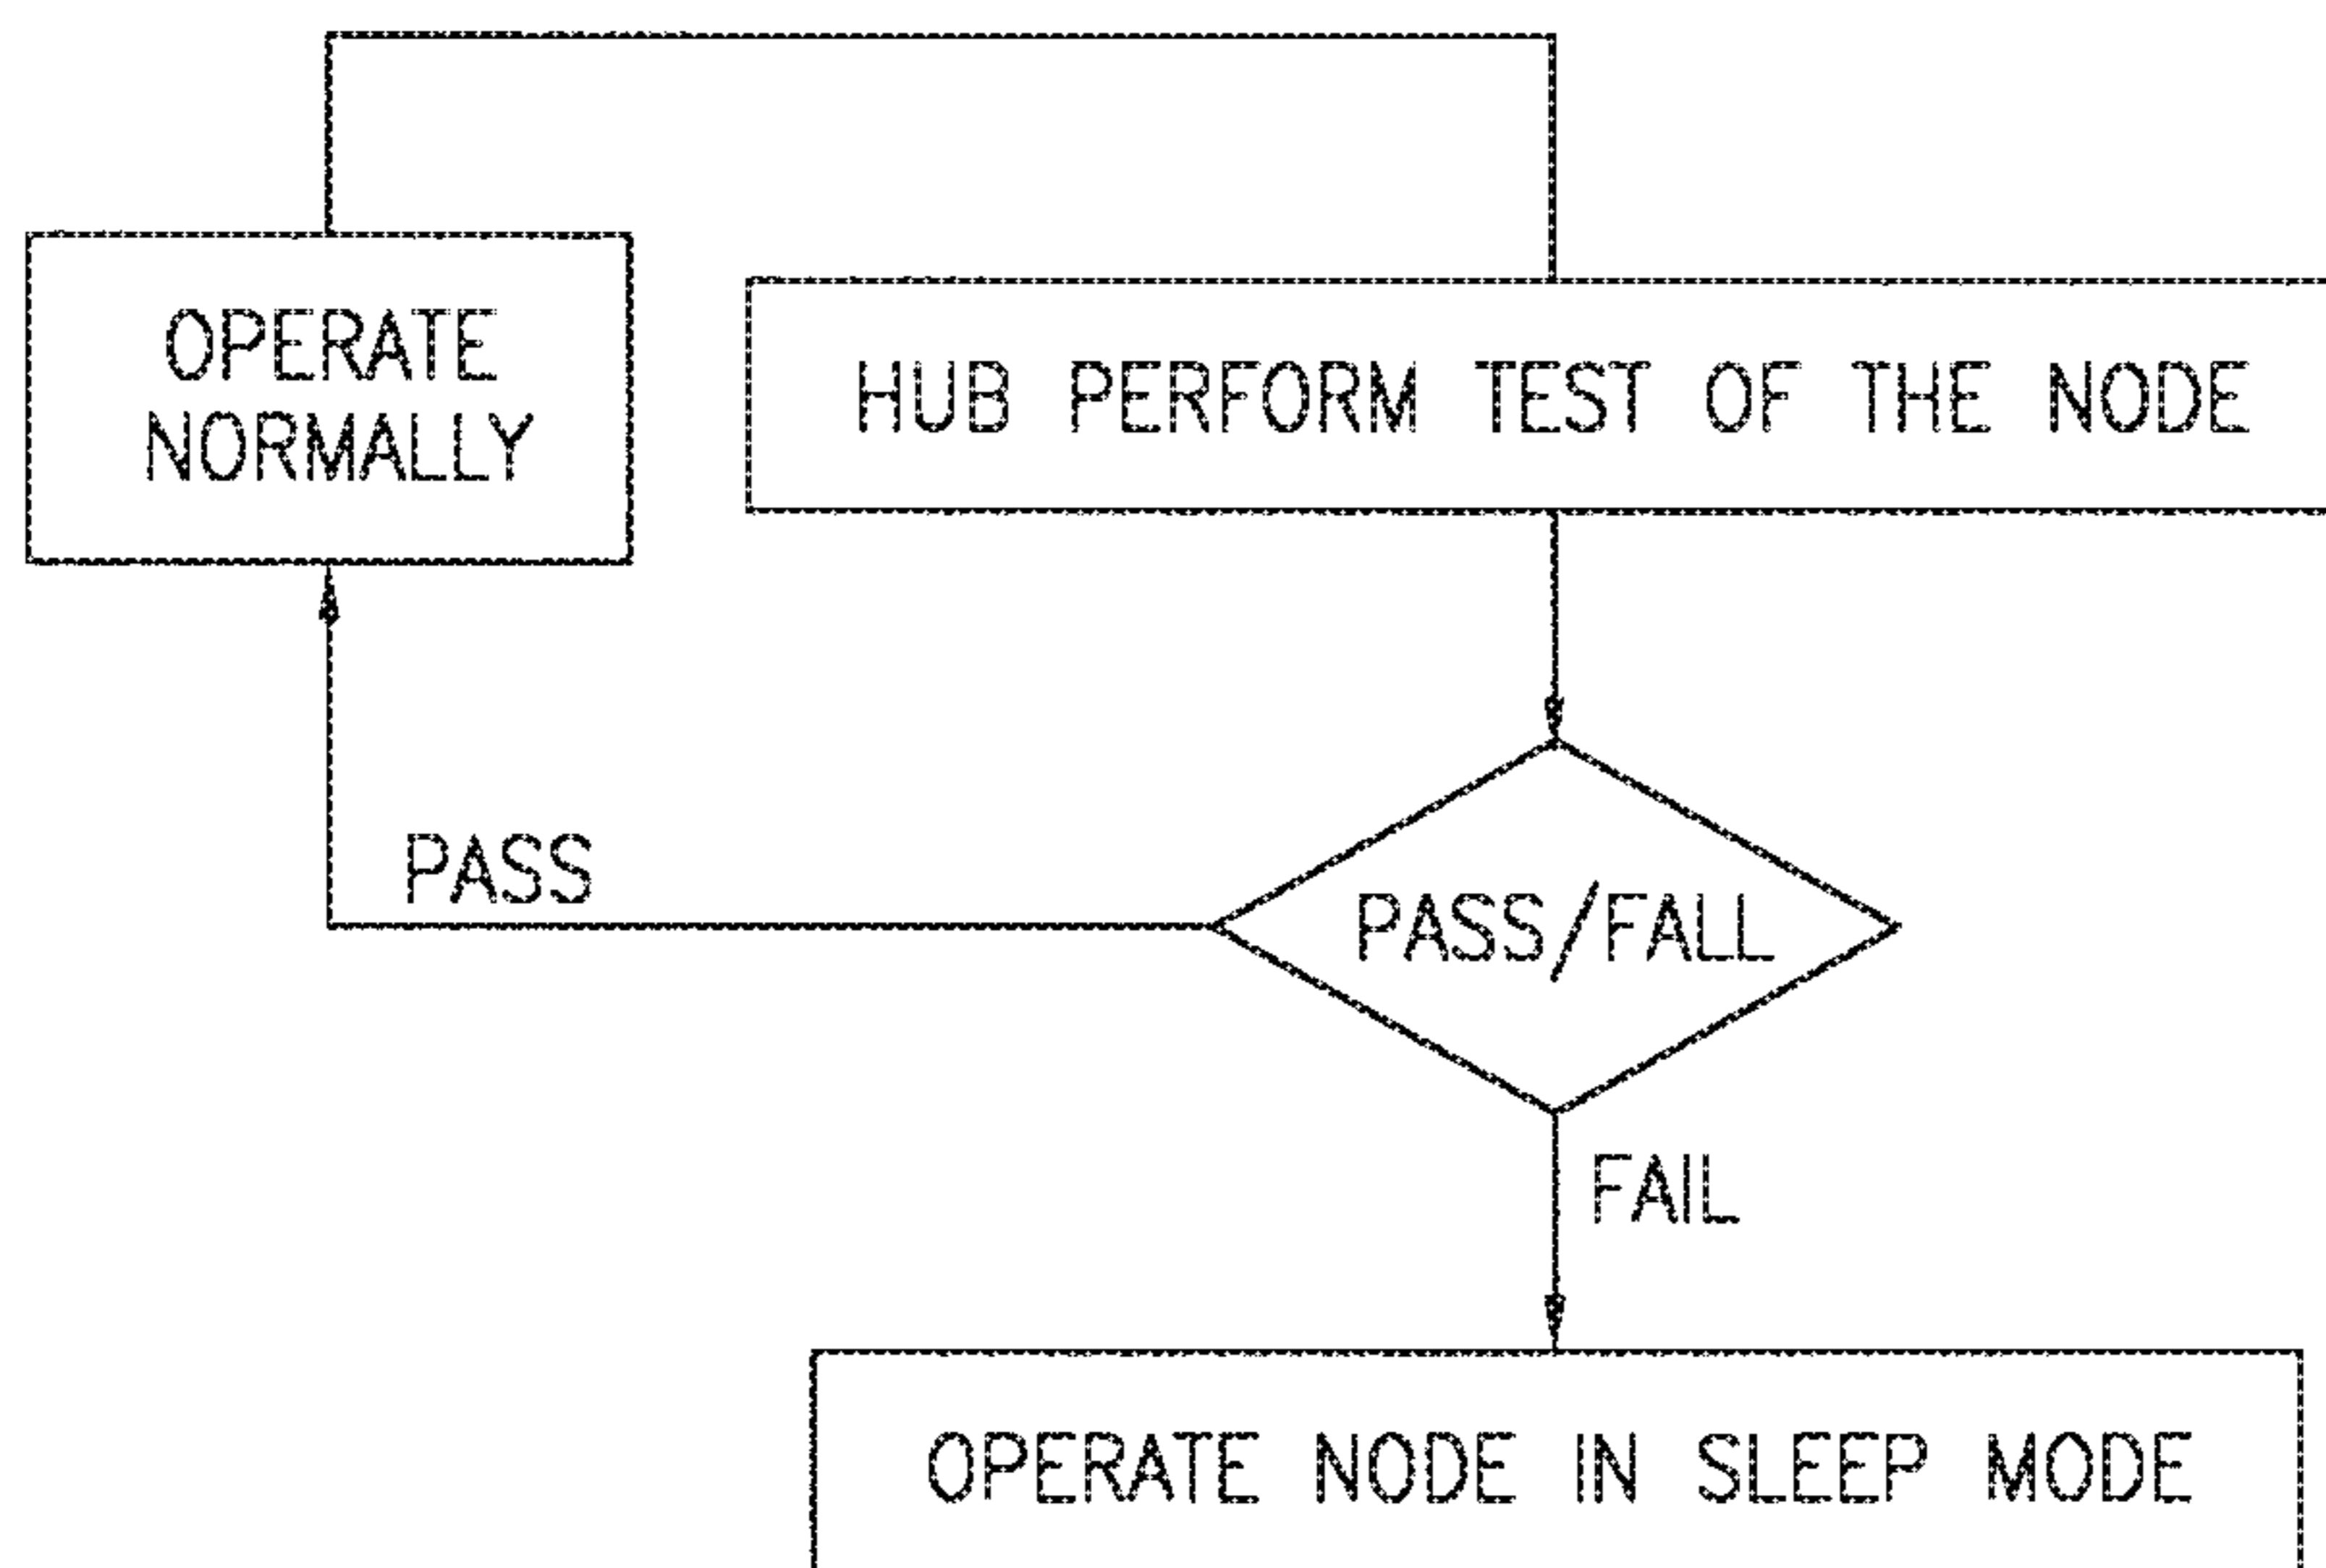 OPERATE
NORMALLY
HUB PERFORM TEST OF THE NODE
PASS
PASS/FALL
FAIL
OPERATE NODE IN SLEEP MODE